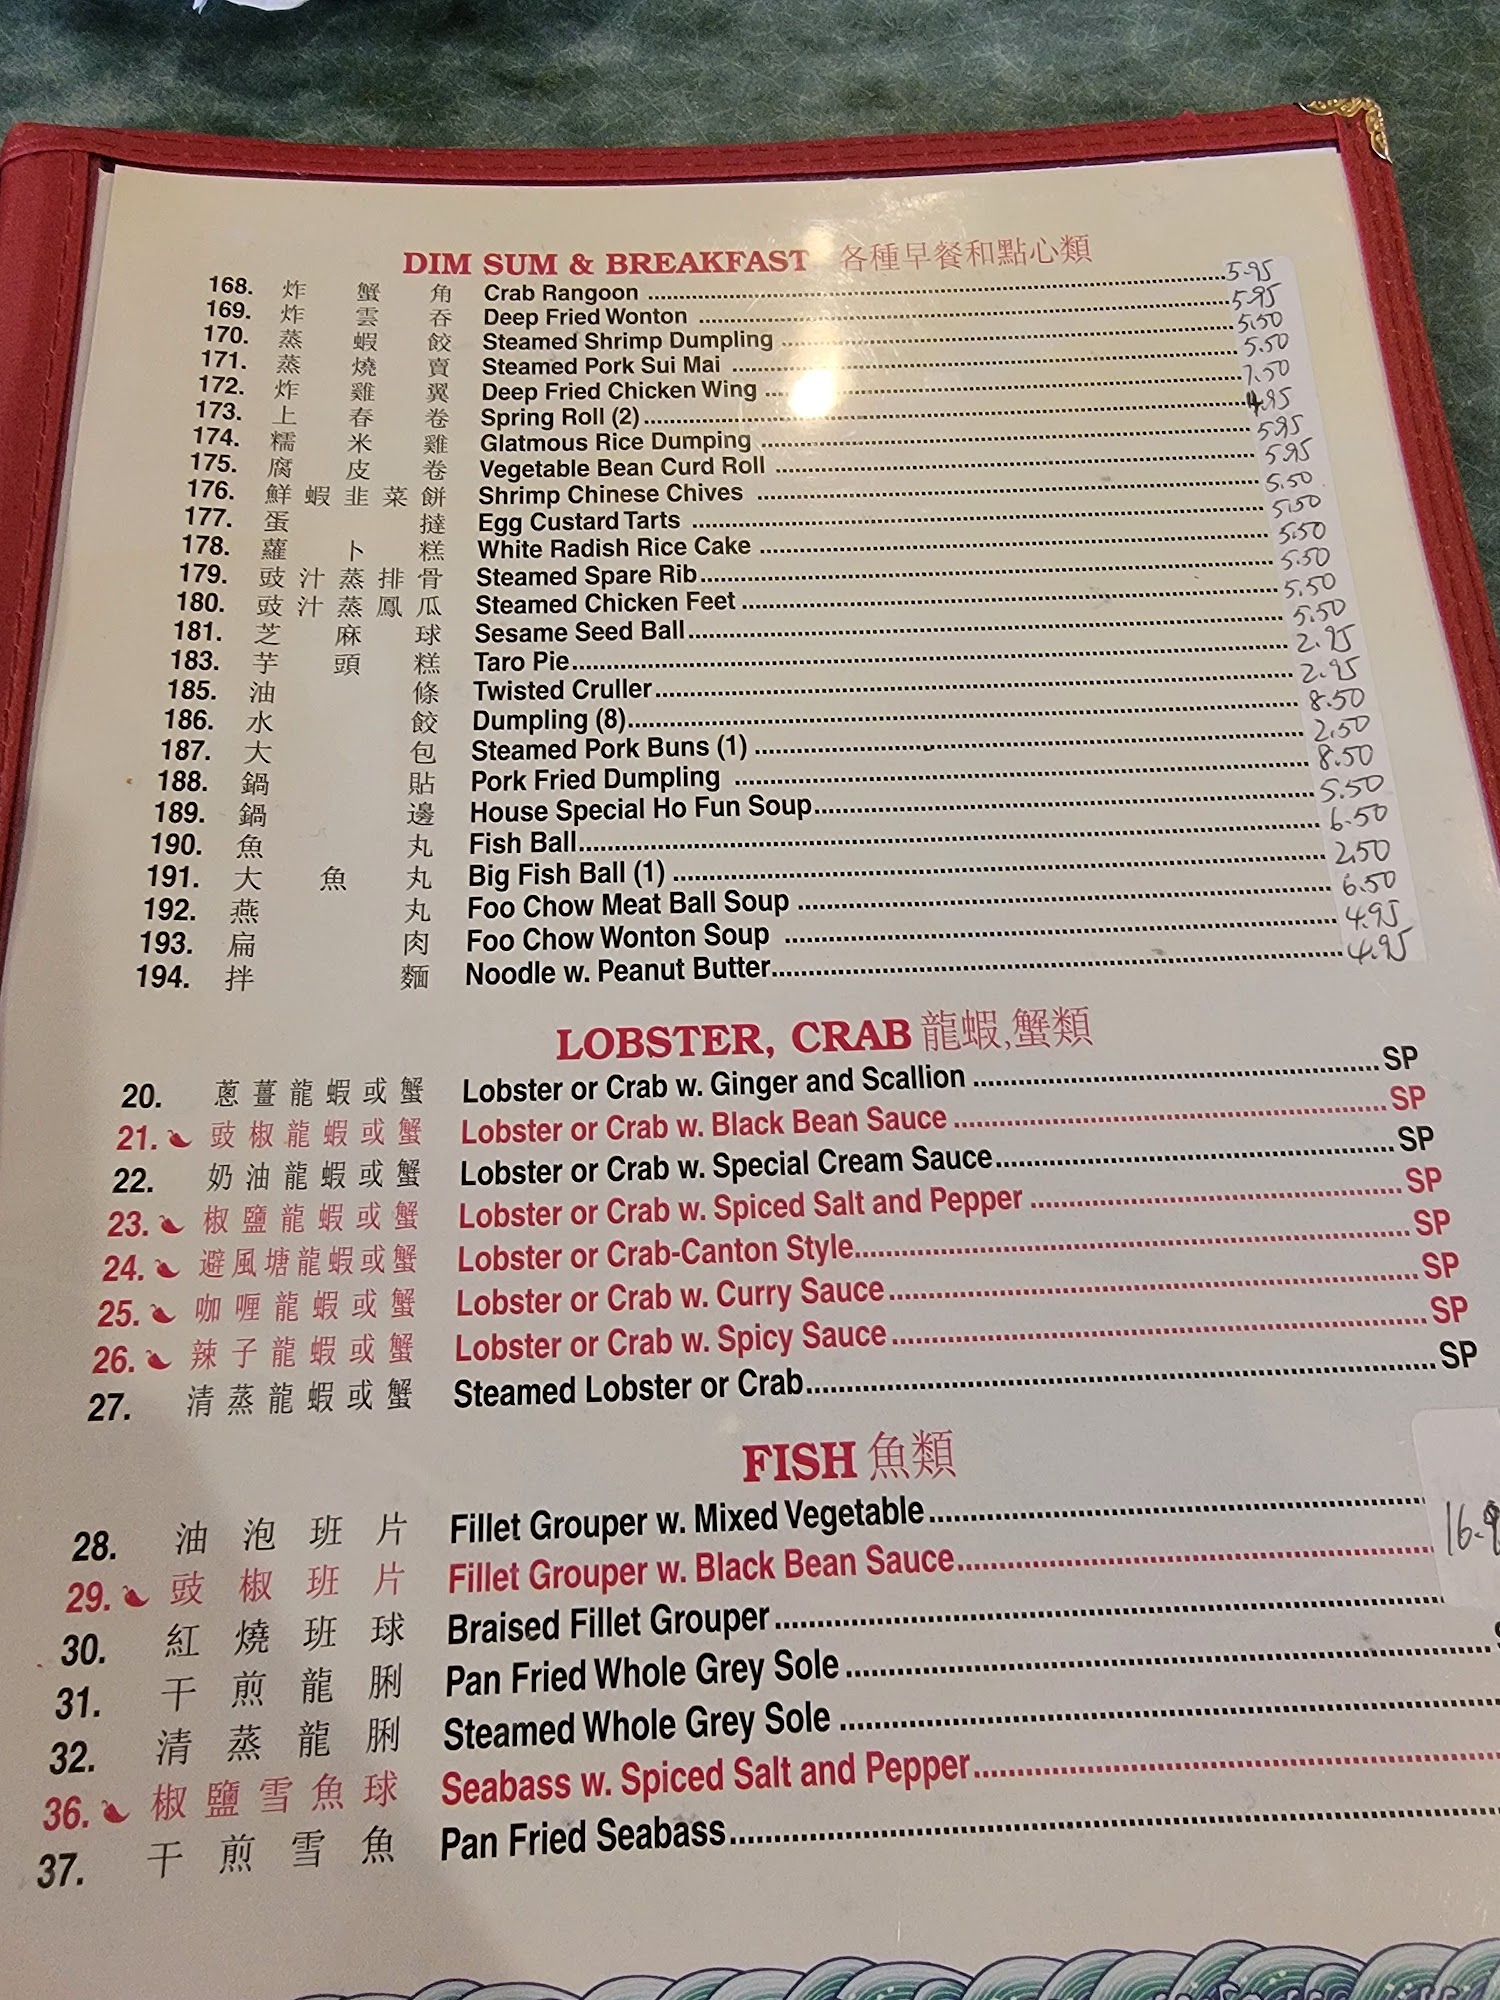 DIM SUM & BREAKFAST 各種早餐和點心類
168. 炸蟹角 Crab Rangoon 5.95
169. 炸雲吞 Deep Fried Wonton 5.95
170. 蒸蝦餃 Steamed Shrimp Dumpling 5.50
171. 蒸燒賣 Steamed Pork Sui Mai 5.50
172. 炸雞翼 Deep Fried Chicken Wing 7.50
173. 上春卷 Spring Roll (2) 4.95
174. 糯米雞 Glatmous Rice Dumping 5.95
175. 腐皮卷 Vegetable Bean Curd Roll 5.95
176. 鮮蝦韭菜餅 Shrimp Chinese Chives 5.50
177. 蛋撻 Egg Custard Tarts 5.50
178. 蘿卜糕 White Radish Rice Cake 5.50
179. 豉汁蒸排骨 Steamed Spare Rib 5.50
180. 豉汁蒸鳳瓜 Steamed Chicken Feet 5.50
181. 芝麻球 Sesame Seed Ball 5.50
183. 芋頭糕 Taro Pie 2.95
185. 油條 Twisted Cruller 2.95
186. 水餃 Dumpling (8) 8.50
187. 大包 Steamed Pork Buns (1) 2.50
188. 鍋貼 Pork Fried Dumpling 8.50
189. 鍋邊 House Special Ho Fun Soup 5.50
190. 魚丸 Fish Ball 6.50
191. 大魚丸 Big Fish Ball (1) 2.50
192. 燕丸 Foo Chow Meat Ball Soup 6.50
193. 扁肉 Foo Chow Wonton Soup 4.95
194. 拌麵 Noodle w. Peanut Butter 4.95
LOBSTER, CRAB 龍蝦,蟹類
20. 蔥薑龍蝦或蟹 Lobster or Crab w. Ginger and Scallion SP
21. 豉椒龍蝦或蟹 Lobster or Crab w. Black Bean Sauce SP
22. 奶油龍蝦或蟹 Lobster or Crab w. Special Cream Sauce SP
23. 椒鹽龍蝦或蟹 Lobster or Crab w. Spiced Salt and Pepper SP
24. 避風塘龍蝦或蟹 Lobster or Crab-Canton Style SP
25. 咖喱龍蝦或蟹 Lobster or Crab w. Curry Sauce SP
26. 辣子龍蝦或蟹 Lobster or Crab w. Spicy Sauce SP
27. 清蒸龍蝦或蟹 Steamed Lobster or Crab SP
FISH 魚類
28. 油泡班片 Fillet Grouper w. Mixed Vegetable
29. 豉椒班片 Fillet Grouper w. Black Bean Sauce
30. 紅燒班球 Braised Fillet Grouper
31. 干煎龍脷 Pan Fried Whole Grey Sole
32. 清蒸龍脷 Steamed Whole Grey Sole
36. 椒鹽雪魚球 Seabass w. Spiced Salt and Pepper
37. 干煎雪魚 Pan Fried Seabass